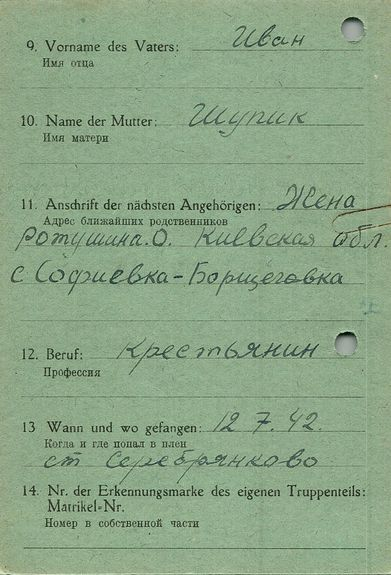 9. Vorname des Vaters: Иван
Имя отца
10. Name der Mutter: Шупик
Имя матери
11. Anschrift der nächsten Angehörigen: Жена
Адрес ближайших родственников
Ротушина. О. Киевская обл.
с Софиевка-Борщеговка
12. Beruf: крестьянин
Профессия
13 Wann und wo gefangen: 12 7. 42.
Когда и где попал в плен
ст Серебрянково
14. Nr. der Erkennungsmarke des eigenen Truppenteils:
Matrikel-Nr.
Номер в собственной части